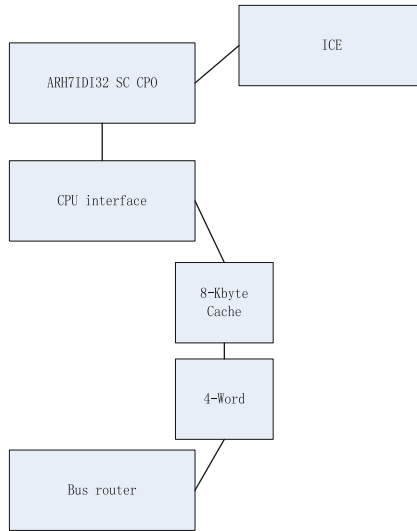 ICE
ARH7IDI32 SC CPO
CPU interface
8-Kbyte
Cache
4-Word
Bus router